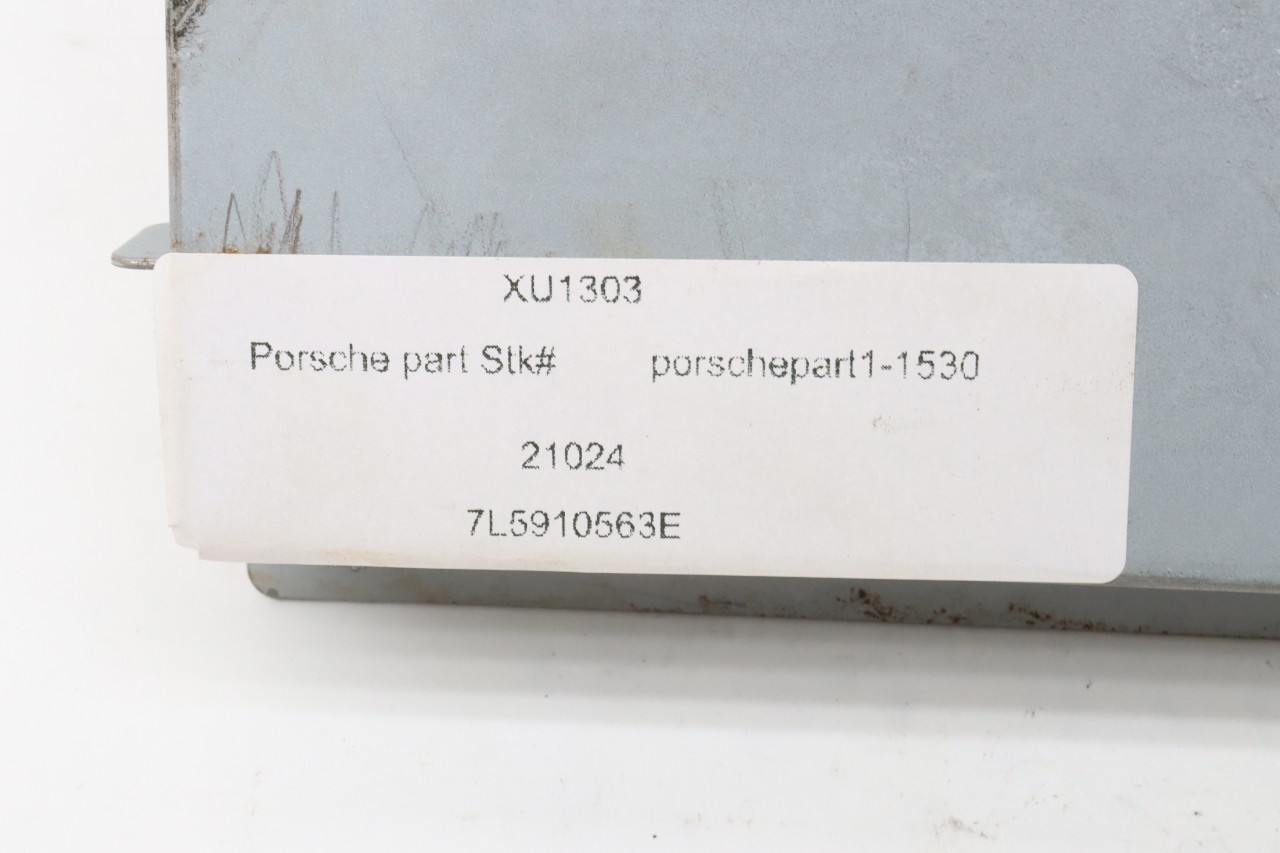 XU1303
Porsche part Stk# porschepart1-1530
21024
7L5910563E